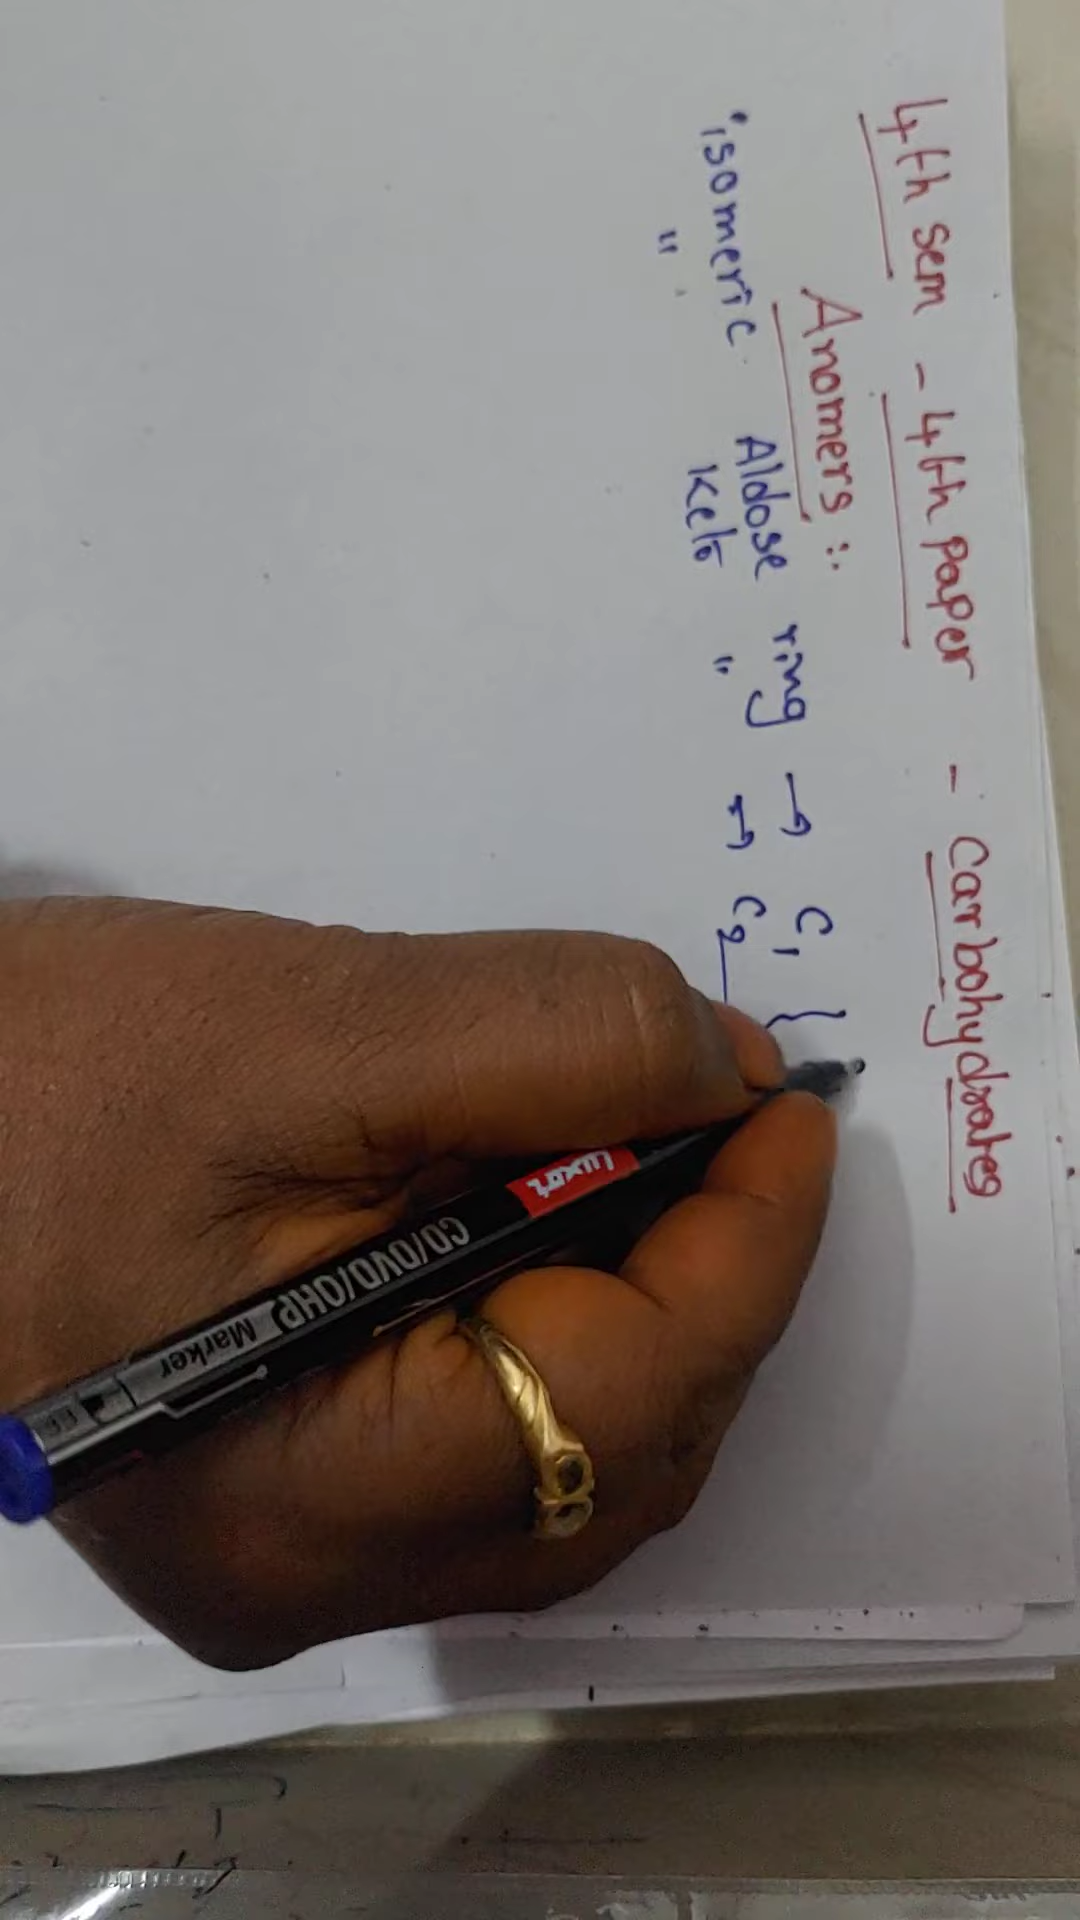 4th sem - 4th paper - Carbohydrates
Anomers :.
isomeric Aldose ring → C1 }
" Keto " → C2
Luxor
CD/DVD/OHP Marker